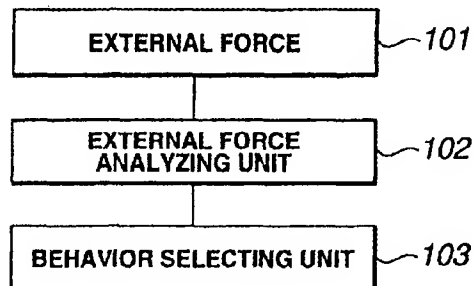 EXTERNAL FORCE 101
EXTERNAL FORCE
ANALYZING UNIT 102
BEHAVIOR SELECTING UNIT 103